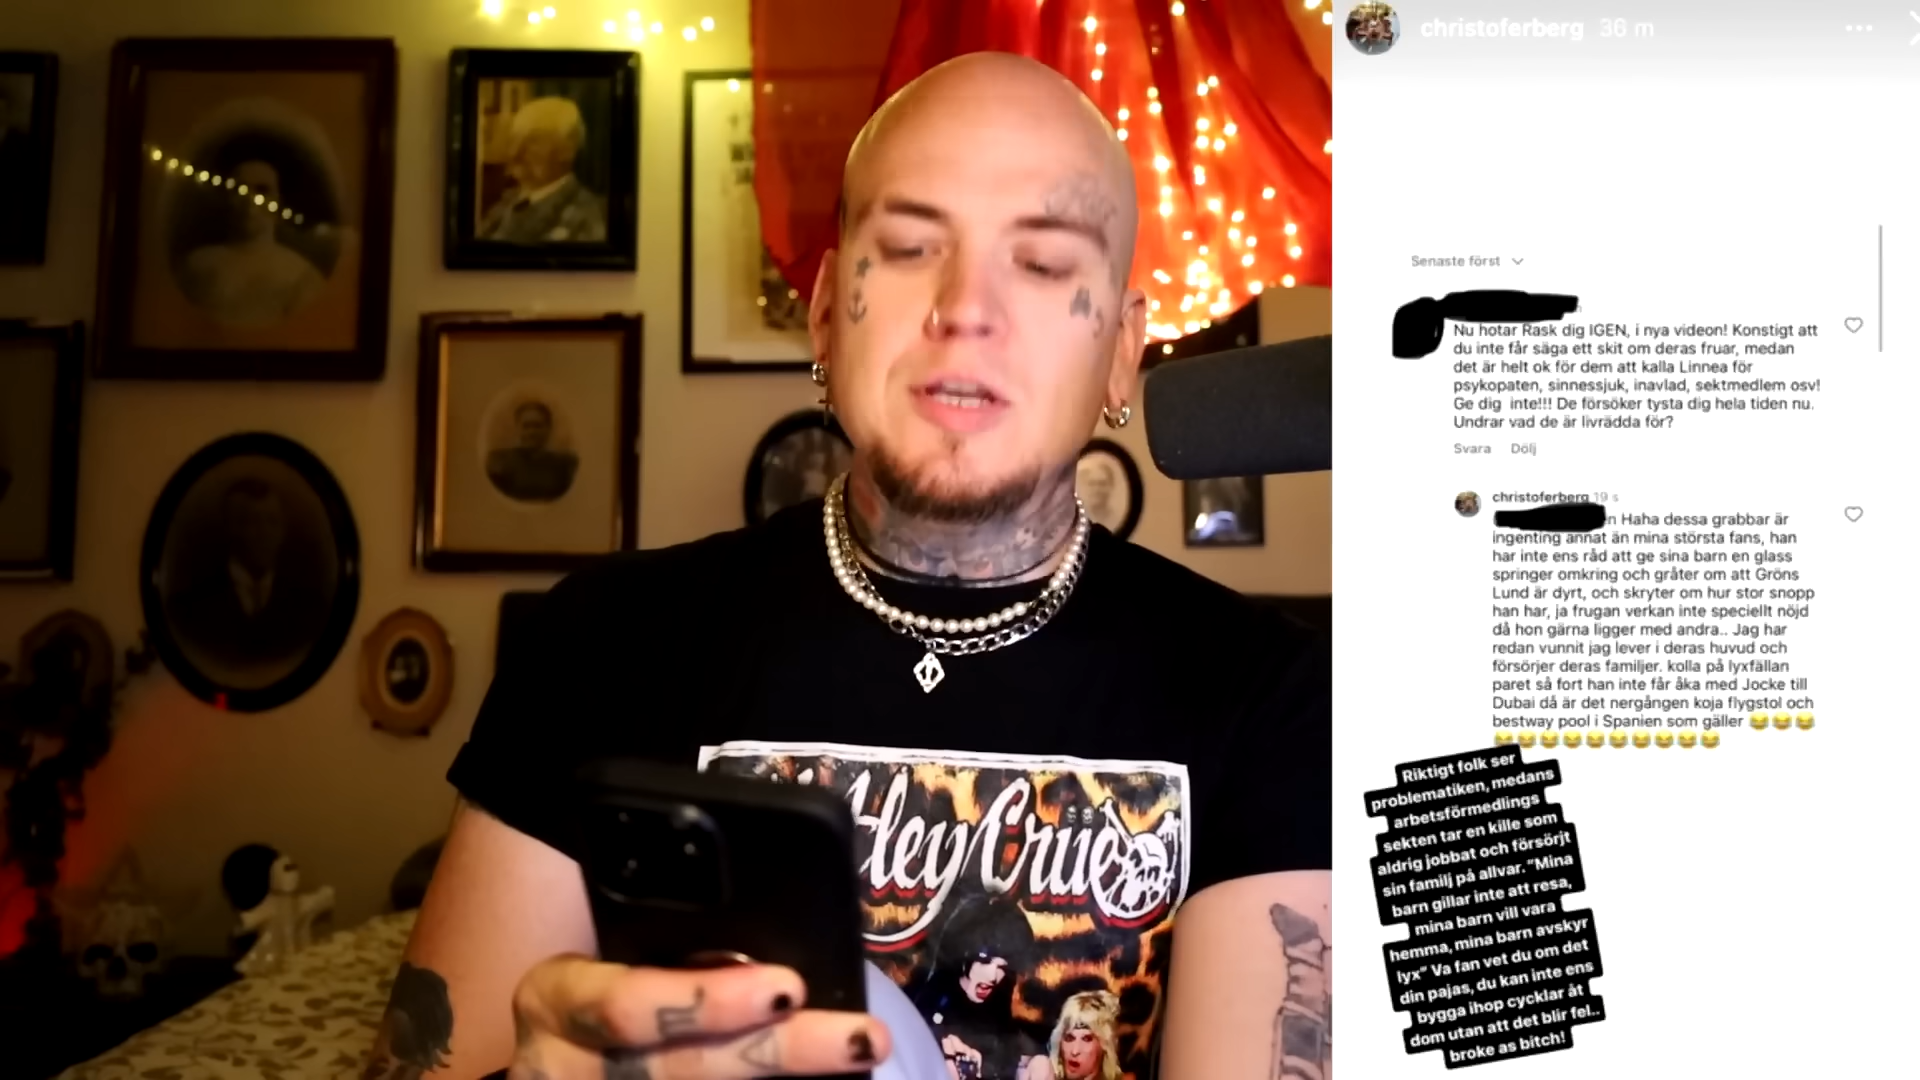 christoferberg 36 m
Senaste först
Nu hotar Rask dig IGEN, i nya videon! Konstigt att
du inte får säga ett skit om deras fruar, medan
det är helt ok för dem att kalla Linnea för
psykopaten, sinnessjuk, inavlad, sektmedlem osv!
Ge dig inte!!! De försöker tysta dig hela tiden nu.
Undrar vad de är livrädda för?
Svara Dölj
christoferberg 19 s
n Haha dessa grabbar är
ingenting annat än mina största fans, han
har inte ens råd att ge sina barn en glass
springer omkring och gråter om att Gröns
Lund är dyrt, och skryter om hur stor snopp
han har, ja frugan verkan inte speciellt nöjd
då hon gärna ligger med andra.. Jag har
redan vunnit jag lever i deras huvud och
försörjer deras familjer. kolla på lyxfällan
paret så fort han inte får åka med Jocke till
Dubai då är det nergången koja flygstol och
bestway pool i Spanien som gäller 😂😂😂
😂😂😂😂😂😂😂😂😂😂
Riktigt folk ser
problematiken, medans
arbetsförmedlings
sekten tar en kille som
aldrig jobbat och försörjt
sin familj på allvar. "Mina
barn gillar inte att resa,
mina barn vill vara
hemma, mina barn avskyr
lyx" Va fan vet du om det
din pajas, du kan inte ens
bygga ihop cycklar åt
dom utan att det blir fel..
broke as bitch!
tley Crue